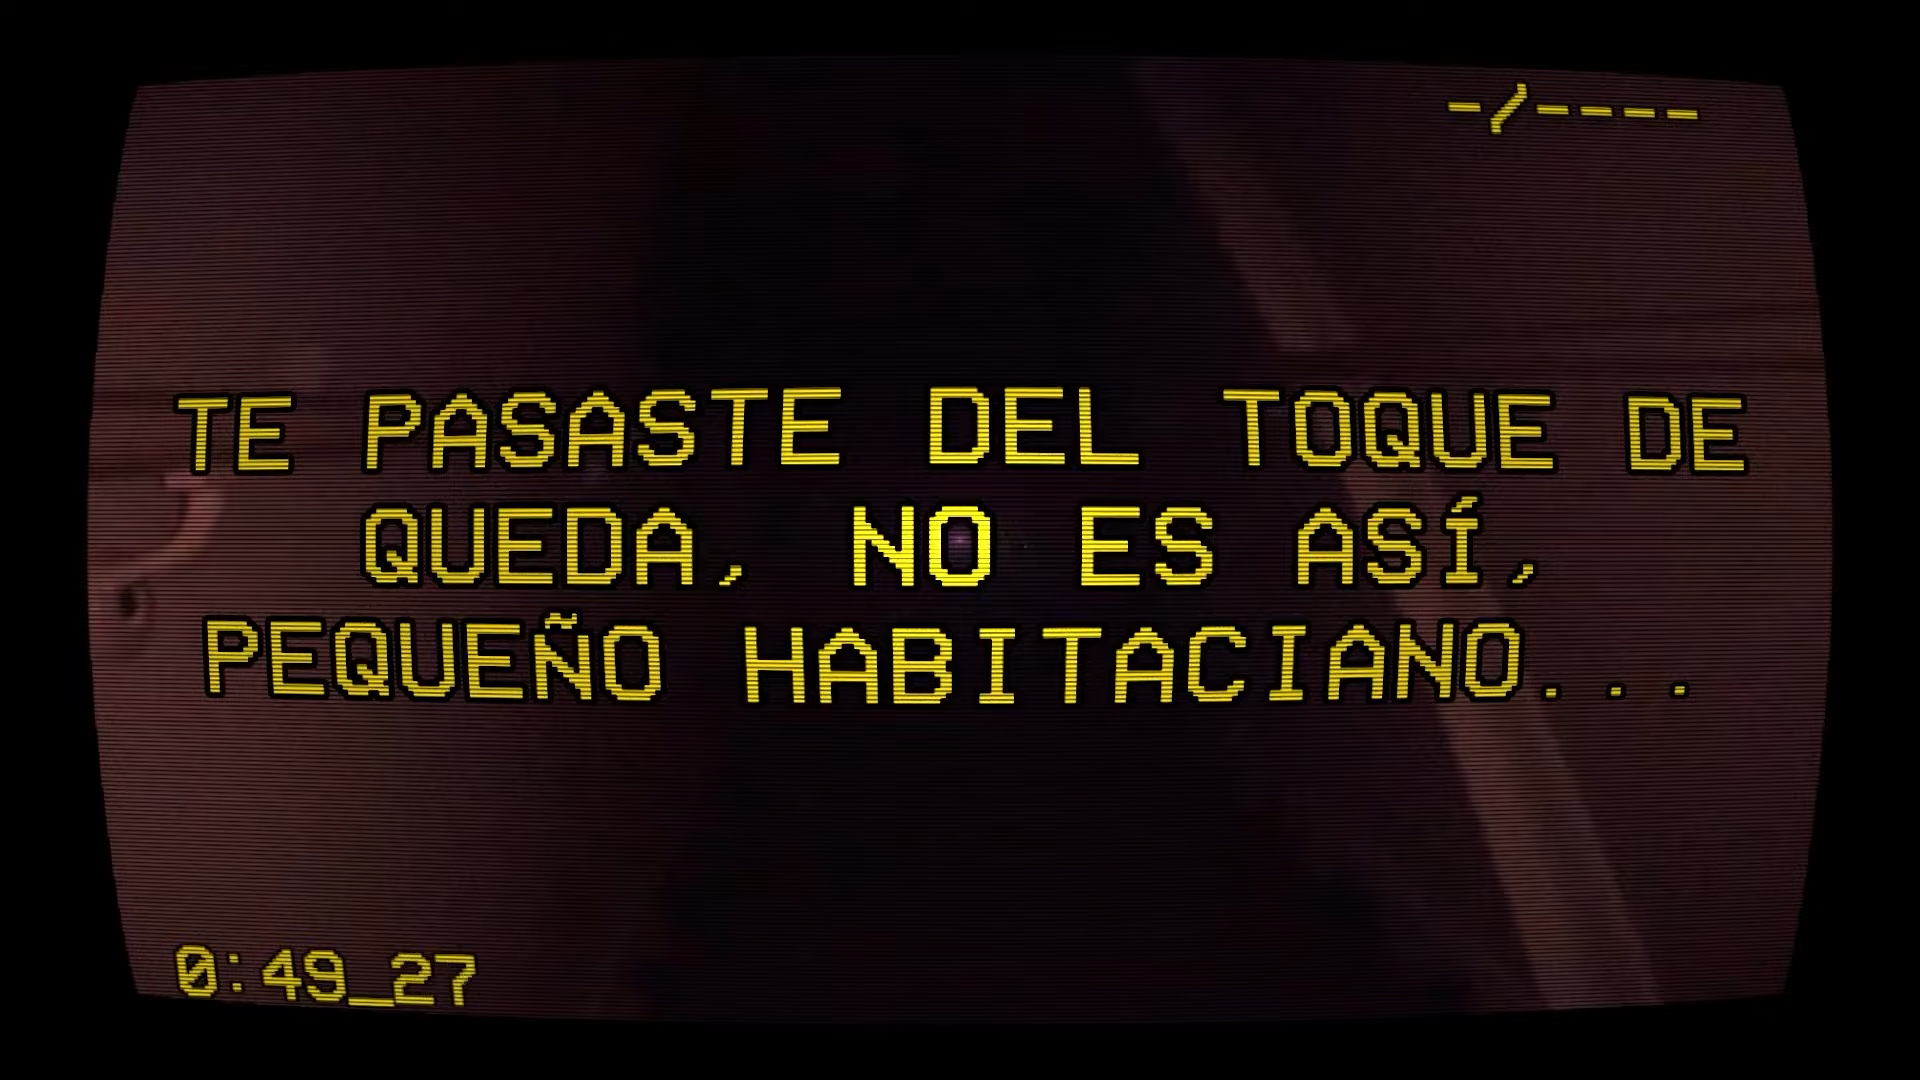 -/----
TE PASASTE DEL TOQUE DE
QUEDA, NO ES ASÍ,
PEQUEÑO HABITACIANO...
0:49_27